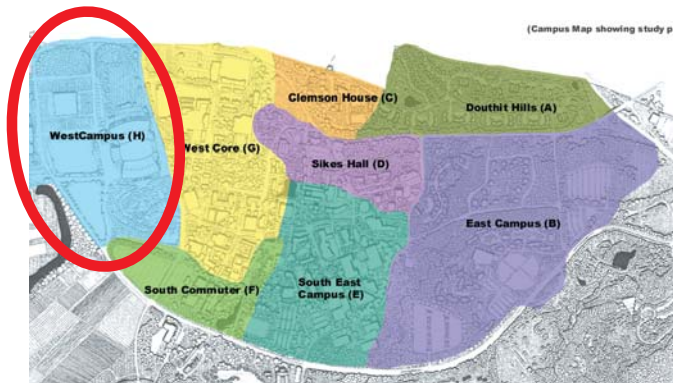 (Campus Map showing study p
Clemson House (C)
Douthit Hills (A)
WestCampus (H)
West Core (G)
Sikes Hall (D)
East Campus (B)
South Commuter (F)
South East
Campus (E)